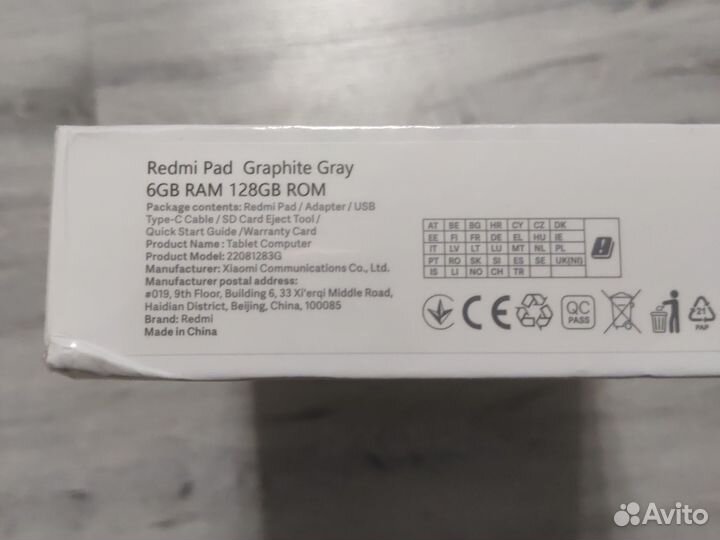 Redmi Pad Graphite Gray
6GB RAM 128GB ROM
Package contents: Redmi Pad / Adapter / USB
Type-C Cable / SD Card Eject Tool /
Quick Start Guide /Warranty Card
Product Name: Tablet Computer
Product Model: 22081283G
Manufacturer: Xiaomi Communications Co., Ltd.
Manufacturer postal address:
#019, 9th Floor, Building 6, 33 Xi'erqi Middle Road,
Haidian District, Beijing, China, 100085
Brand: Redmi
Made in China
AT BE BG HR CY CZ DK
EE FI FR DE EL HU IE
IT LV LT LU MT NL PL
PT RO SK SI ES SE UK(NI)
IS LI NO CH TR
CE
QC
PASS
21
PAP
Avito